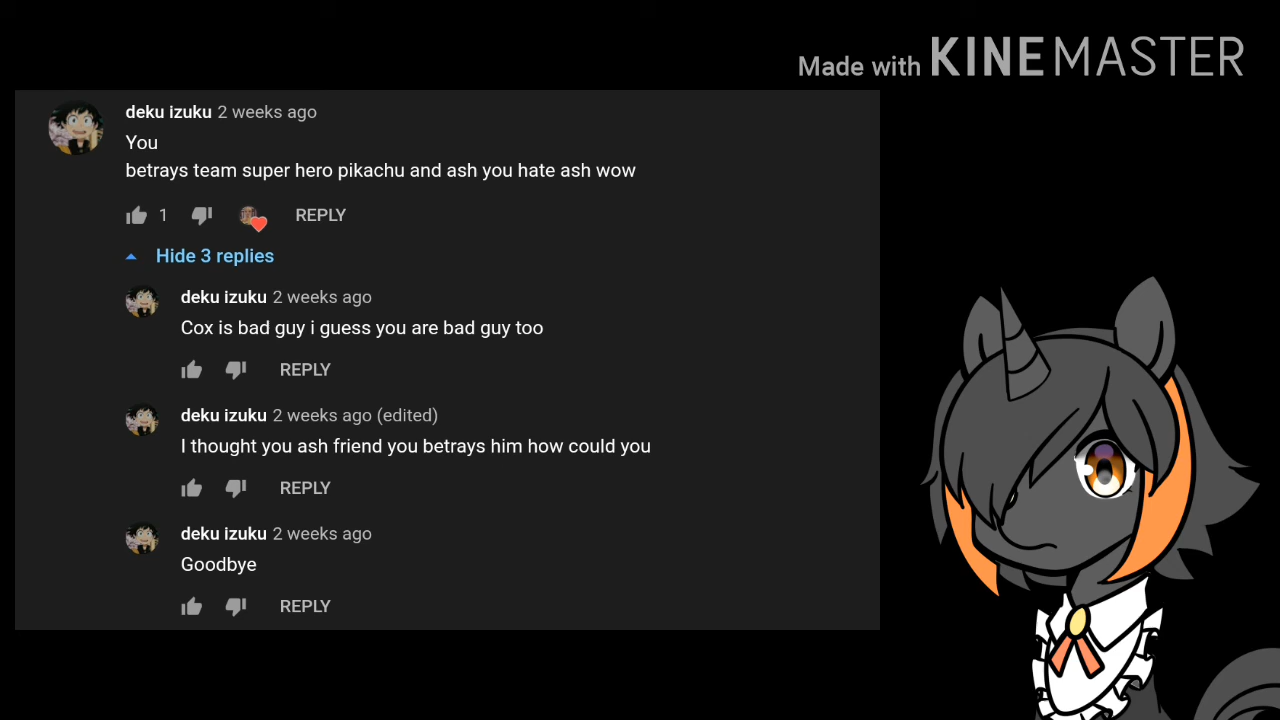 Made with KINEMASTER
deku izuku 2 weeks ago
You
betrays team super hero pikachu and ash you hate ash wow
1 REPLY
Hide 3 replies
deku izuku 2 weeks ago
Cox is bad guy i guess you are bad guy too
REPLY
deku izuku 2 weeks ago (edited)
I thought you ash friend you betrays him how could you
REPLY
deku izuku 2 weeks ago
Goodbye
REPLY